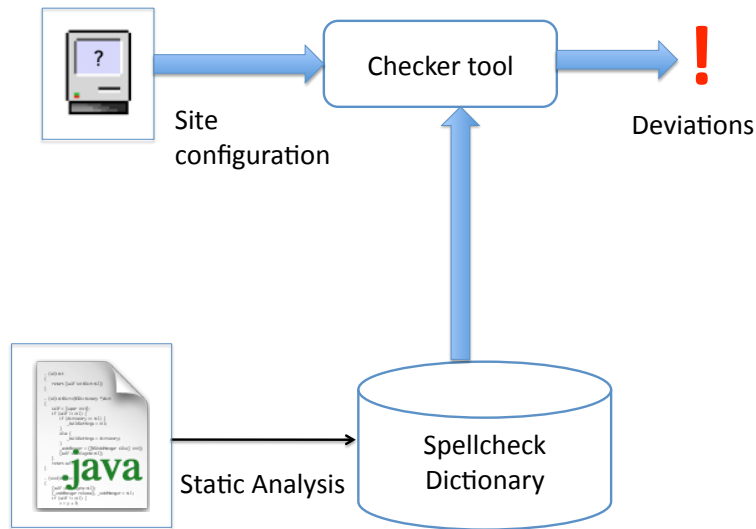 ?
Checker tool
!
Site
configuration
Deviations
.java
Static Analysis
Spellcheck
Dictionary